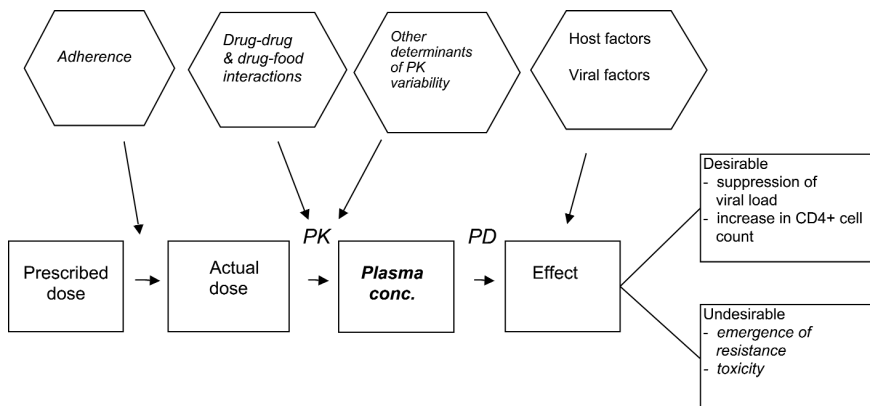 Adherence
Drug-drug
& drug-food
interactions
Other
determinants
of PK
variability
Host factors
Viral factors
Desirable
- suppression of
viral load
- increase in CD4+ cell
count
PK
PD
Prescribed
dose
Actual
dose
Plasma
conc.
Effect
Undesirable
- emergence of
resistance
- toxicity